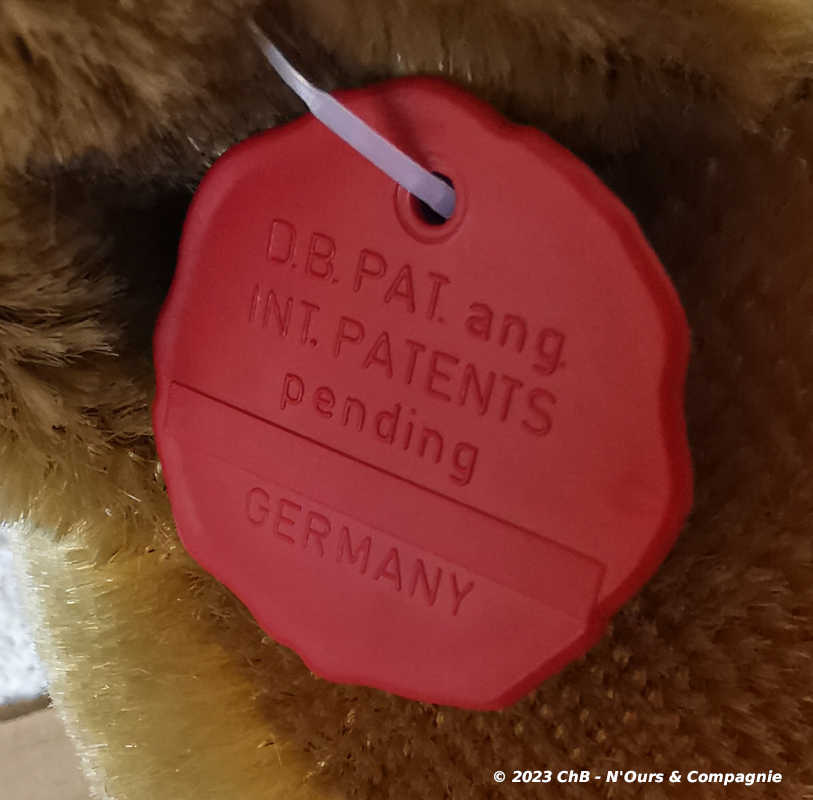 D.B. PAT. ang.
INT. PATENTS
pending
GERMANY
© 2023 ChB - N'Ours & Compagnie